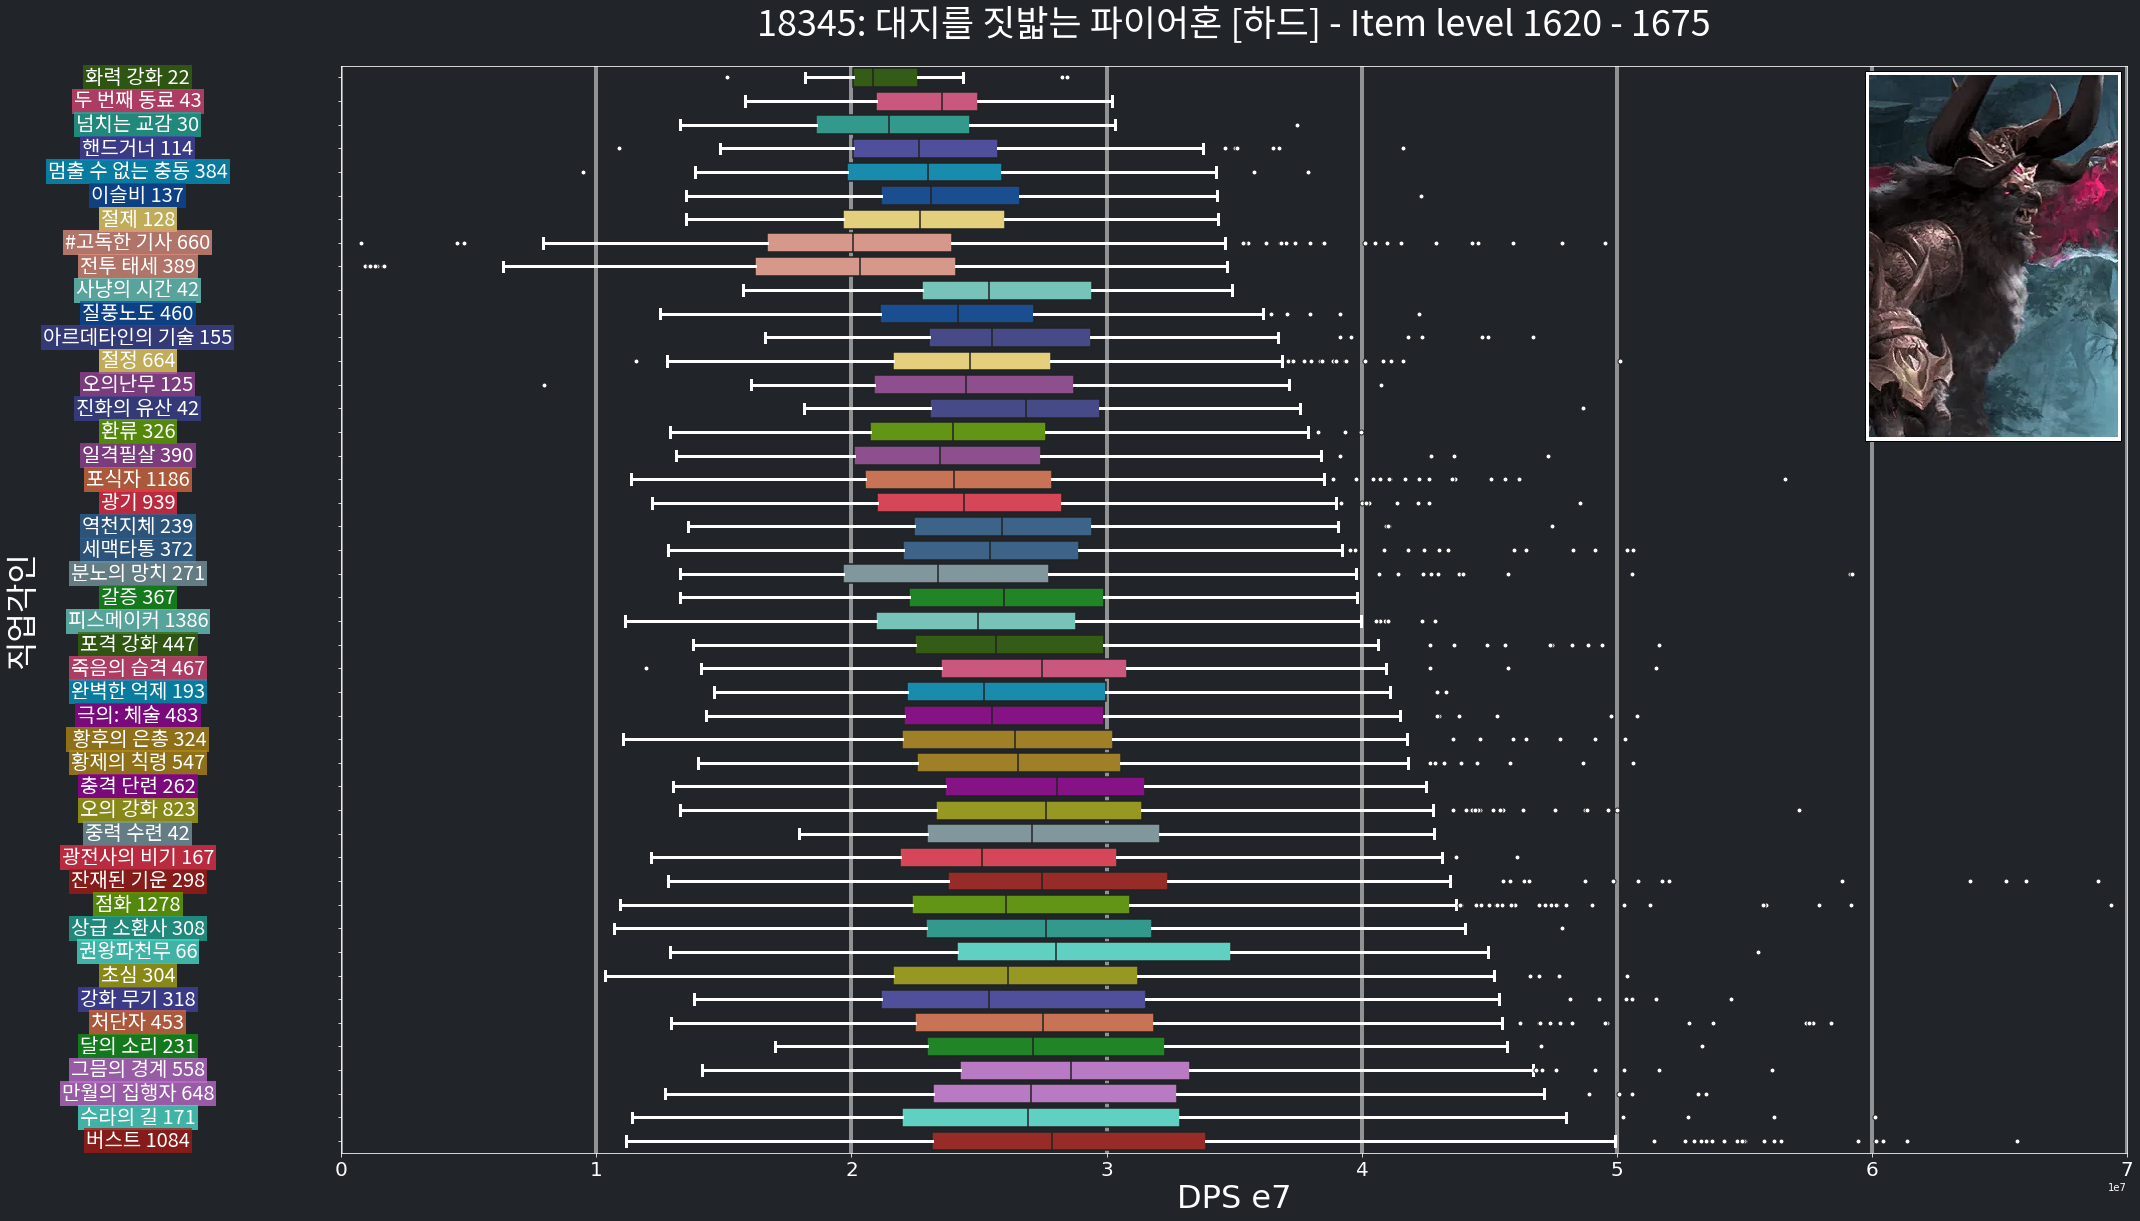 18345: 대지를 짓밟는 파이어혼 [하드] - Item level 1620 - 1675
화력 강화 22
두 번째 동료 43
넘치는 교감 30
핸드거너 114
멈출 수 없는 충동 384
이슬비 137
절제 128
#고독한 기사 660
전투 태세 389
사냥의 시간 42
질풍노도 460
아르데타인의 기술 155
절정 664
오의난무 125
진화의 유산 42
환류 326
일격필살 390
포식자 1186
광기 939
역천지체 239
세맥타통 372
분노의 망치 271
갈증 367
피스메이커 1386
포격 강화 447
죽음의 습격 467
완벽한 억제 193
극의: 체술 483
황후의 은총 324
황제의 칙령 547
충격 단련 262
오의 강화 823
중력 수련 42
광전사의 비기 167
잔재된 기운 298
점화 1278
상급 소환사 308
권왕파천무 66
초심 304
강화 무기 318
처단자 453
달의 소리 231
그믐의 경계 558
만월의 집행자 648
수라의 길 171
버스트 1084
직업각인
0 1 2 3 4 5 6 7
DPS e7
1e7